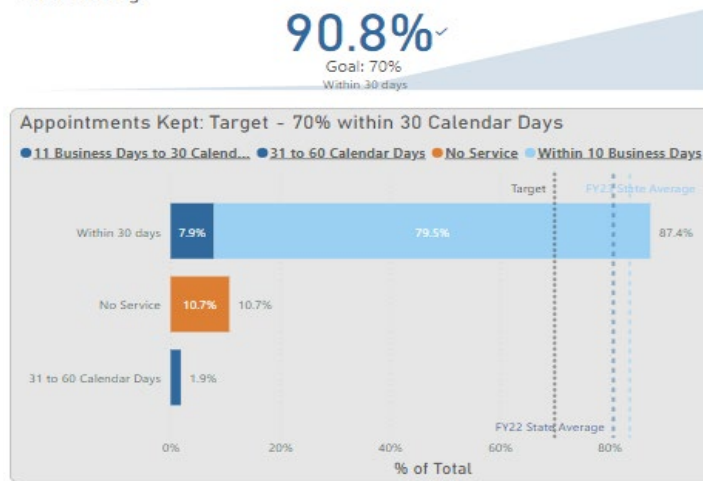 90.8%
Goal: 70%
Within 30 days
Appointments Kept: Target - 70% within 30 Calendar Days
11 Business Days to 30 Calend... 31 to 60 Calendar Days No Service Within 10 Business Days
Target FY23 State Average
Within 30 days 7.9% 79.5% 87.4%
No Service 10.7% 10.7%
31 to 60 Calendar Days 1.9%
FY22 State Average
0% 20% 40% 60% 80%
% of Total